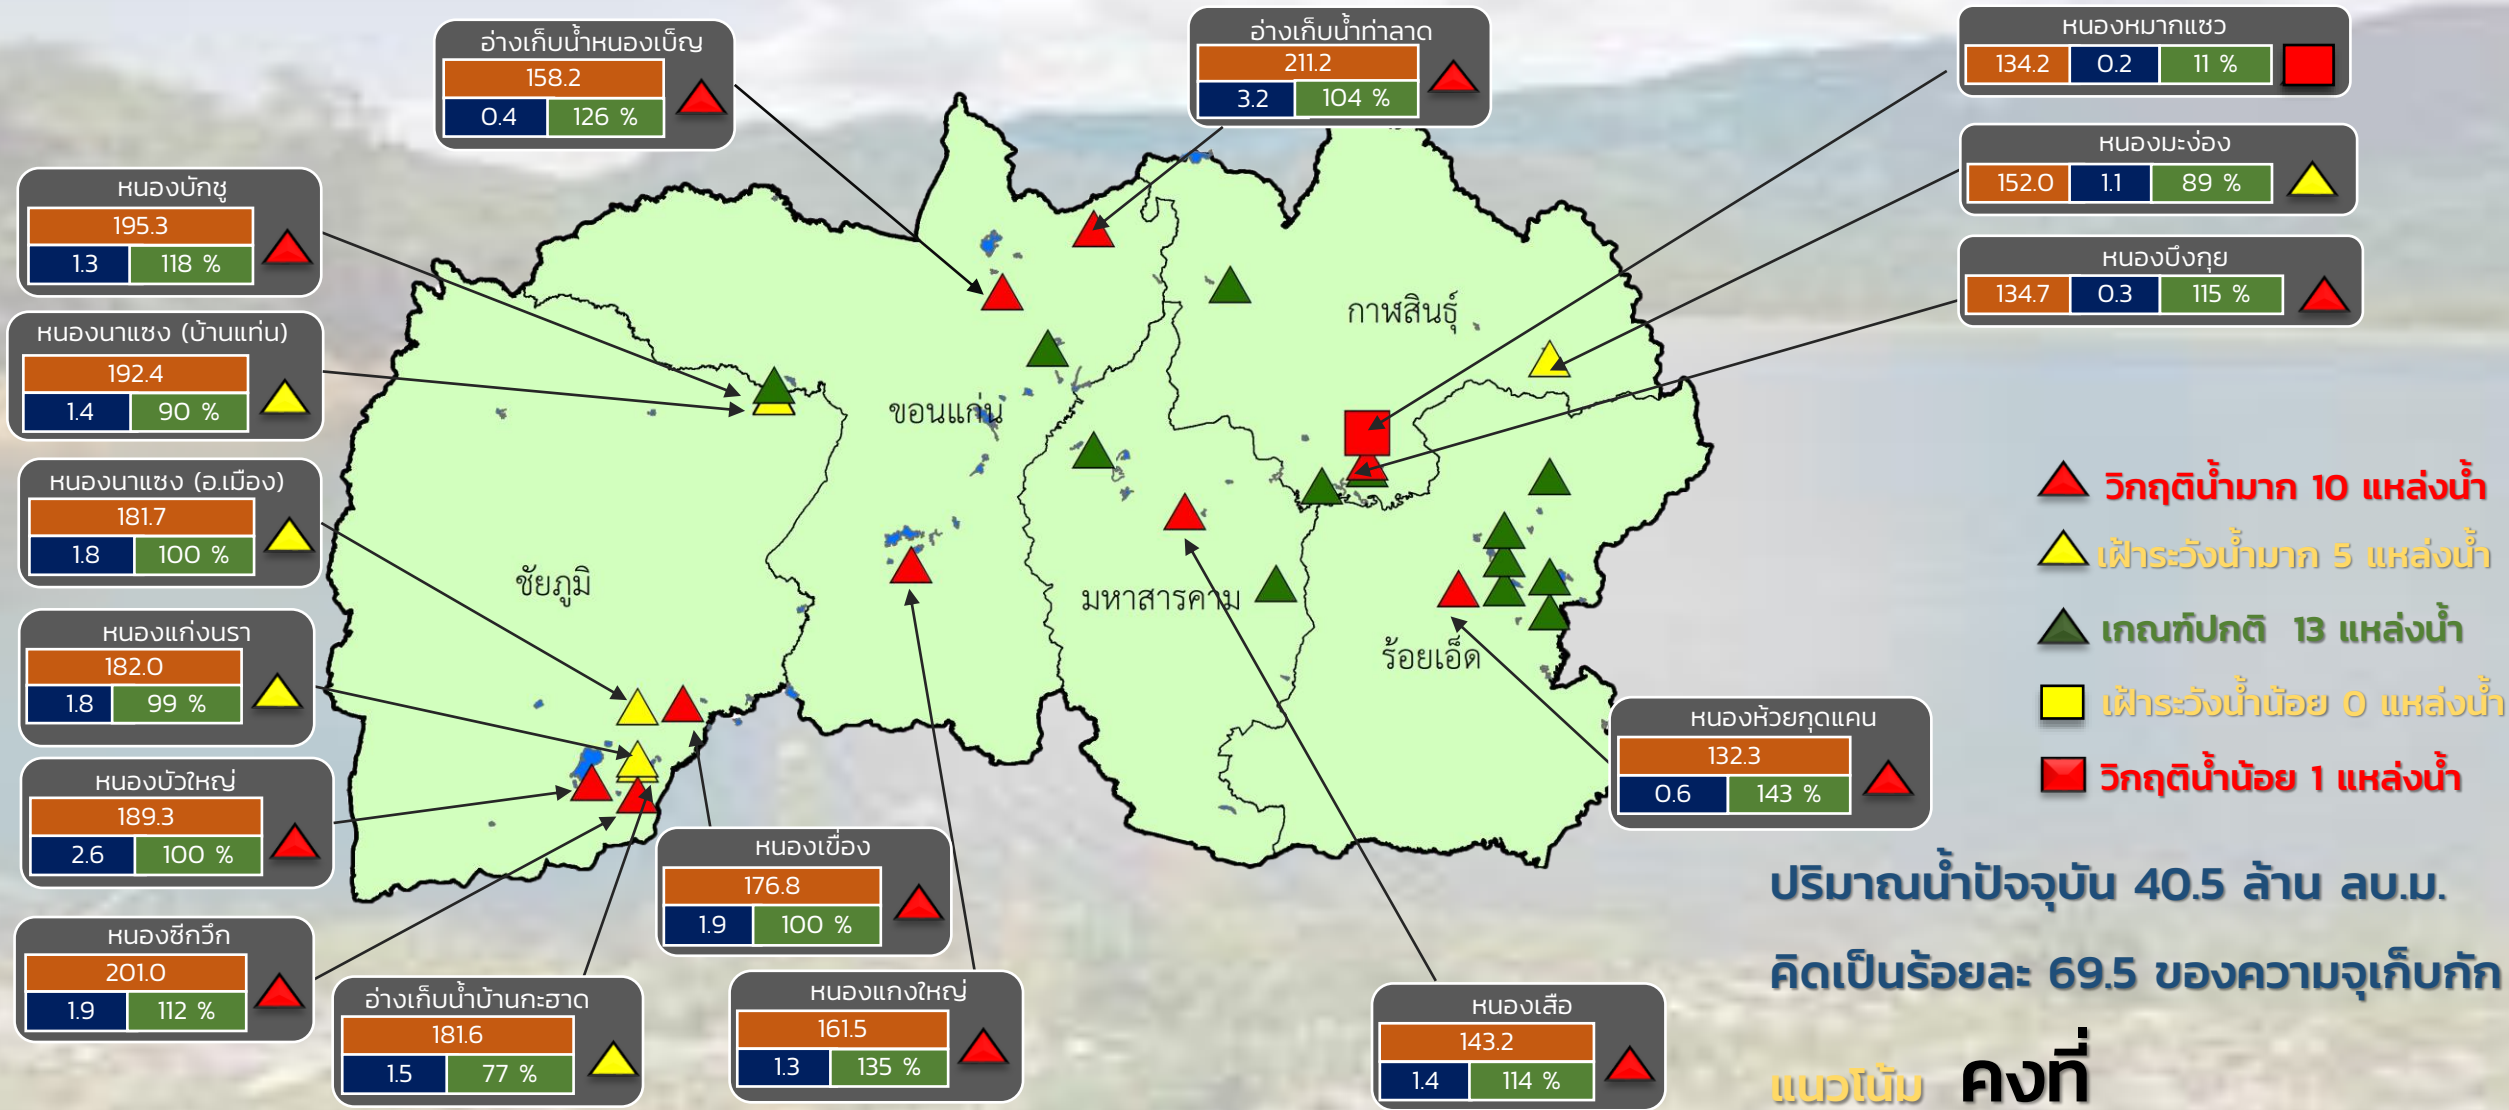 อ่างเก็บน้ำหนองเบ็ญ
158.2
0.4 126 %
อ่างเก็บน้ำท่าลาด
211.2
3.2 104 %
หนองหมากแซว
134.2 0.2 11 %
หนองมะง่อง
152.0 1.1 89 %
หนองบึงกุย
134.7 0.3 115 %
หนองบักชู
195.3
1.3 118 %
หนองนาแซง (บ้านแท่น)
192.4
1.4 90 %
หนองนาแซง (อ.เมือง)
181.7
1.8 100 %
หนองแก่งนรา
182.0
1.8 99 %
หนองบัวใหญ่
189.3
2.6 100 %
หนองซีกวึก
201.0
1.9 112 %
อ่างเก็บน้ำบ้านกะฮาด
181.6
1.5 77 %
หนองเขื่อง
176.8
1.9 100 %
หนองแกงใหญ่
161.5
1.3 135 %
หนองเสือ
143.2
1.4 114 %
หนองห้วยกุดแคน
132.3
0.6 143 %
กาฬสินธุ์
ขอนแก่น
ชัยภูมิ
มหาสารคาม
ร้อยเอ็ด
วิกฤติน้ำมาก 10 แหล่งน้ำ
เฝ้าระวังน้ำมาก 5 แหล่งน้ำ
เกณฑ์ปกติ 13 แหล่งน้ำ
เฝ้าระวังน้ำน้อย 0 แหล่งน้ำ
วิกฤติน้ำน้อย 1 แหล่งน้ำ
ปริมาณน้ำปัจจุบัน 40.5 ล้าน ลบ.ม.
คิดเป็นร้อยละ 69.5 ของความจุเก็บกัก
แนวโน้ม คงที่